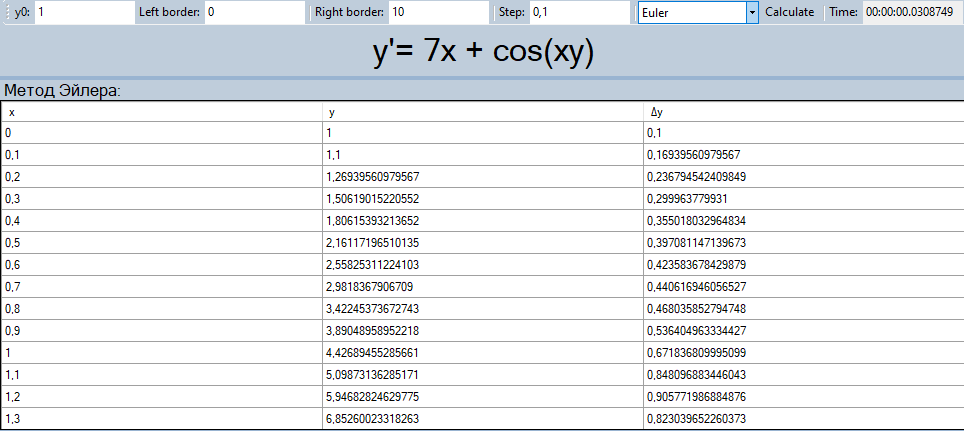 y0: 1 Left border: 0 Right border: 10 Step: 0,1 Euler Calculate Time: 00:00:00.0308749
y'= 7x + cos(xy)
Метод Эйлера:
x y Δy
0 1 0,1
0,1 1,1 0,16939560979567
0,2 1,26939560979567 0,236794542409849
0,3 1,50619015220552 0,299963779931
0,4 1,80615393213652 0,355018032964834
0,5 2,16117196510135 0,397081147139673
0,6 2,55825311224103 0,423583678429879
0,7 2,9818367906709 0,440616946056527
0,8 3,42245373672743 0,468035852794748
0,9 3,89048958952218 0,536404963334427
1 4,42689455285661 0,671836809995099
1,1 5,09873136285171 0,848096883446043
1,2 5,94682824629775 0,905771986884876
1,3 6,85260023318263 0,823039652260373